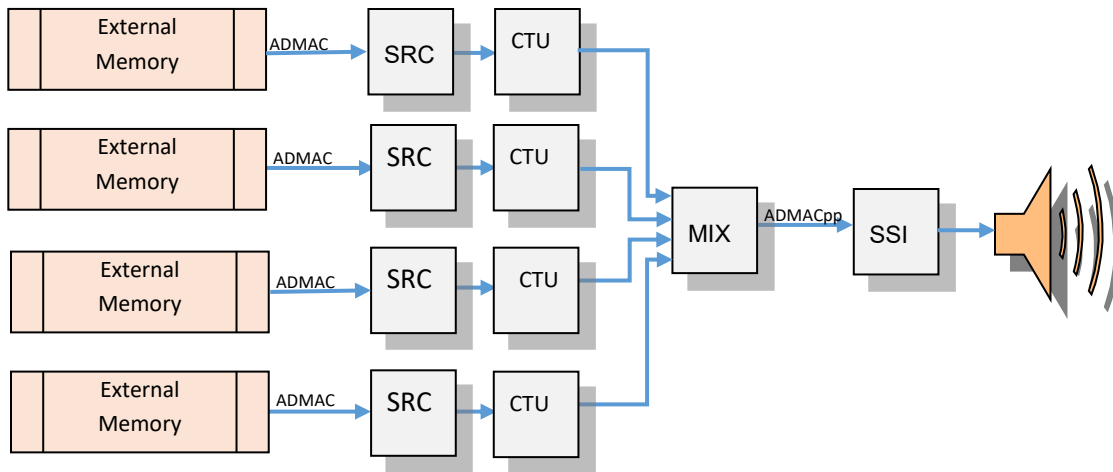 External
Memory
ADMAC
SRC
CTU
External
Memory
ADMAC
SRC
CTU
MIX
ADMACpp
SSI
External
Memory
ADMAC
SRC
CTU
External
Memory
ADMAC
SRC
CTU